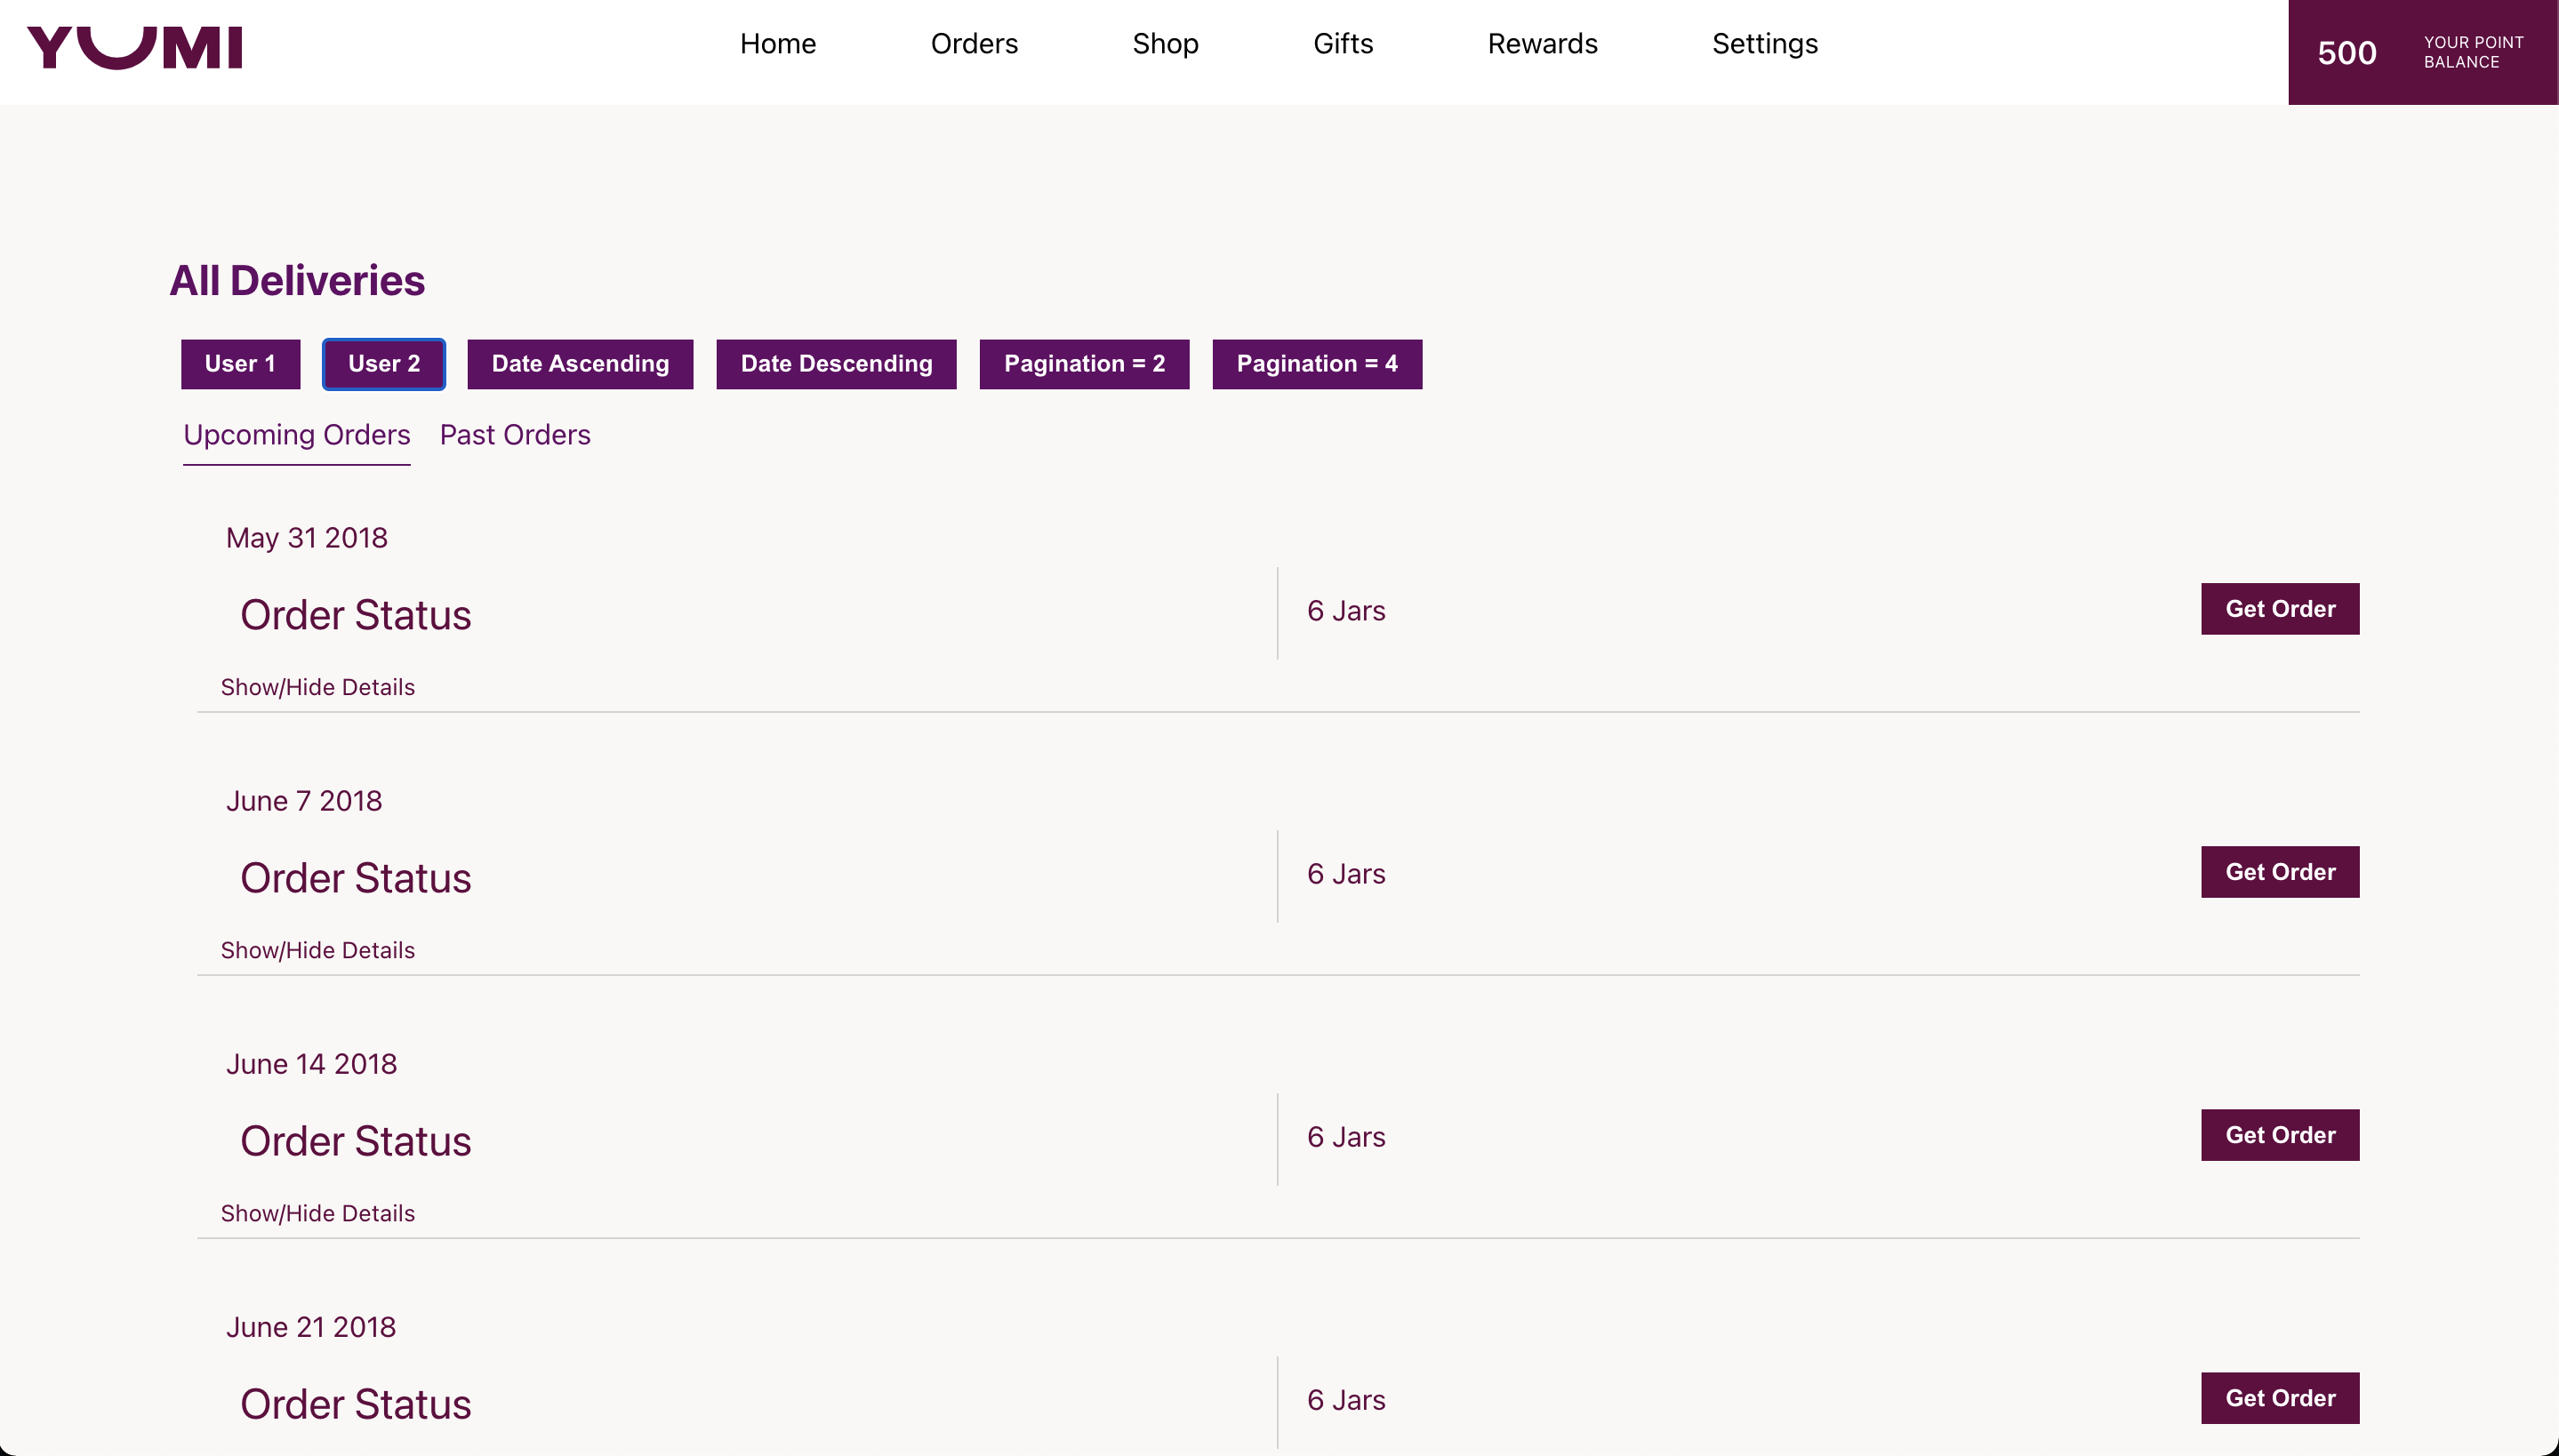 YUMI
Home Orders Shop Gifts Rewards Settings
500 YOUR POINT
BALANCE
All Deliveries
User 1 User 2 Date Ascending Date Descending Pagination = 2 Pagination = 4
Upcoming Orders Past Orders
May 31 2018
Order Status 6 Jars Get Order
Show/Hide Details
June 7 2018
Order Status 6 Jars Get Order
Show/Hide Details
June 14 2018
Order Status 6 Jars Get Order
Show/Hide Details
June 21 2018
Order Status 6 Jars Get Order